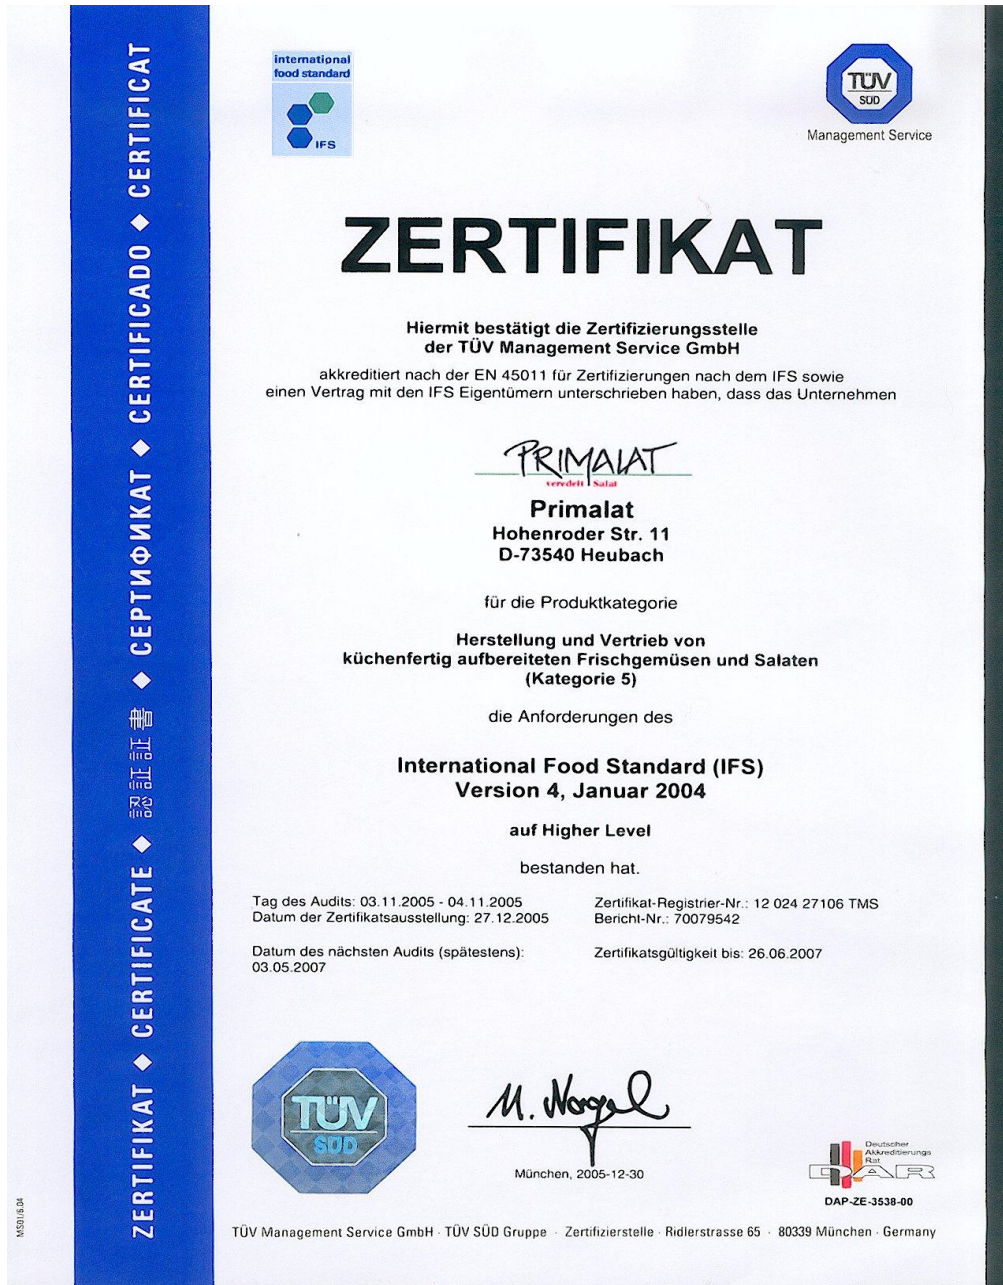 international
food standard
IFS
TÜV
SÜD
Management Service
ZERTIFIKAT
Hiermit bestätigt die Zertifizierungsstelle
der TÜV Management Service GmbH
akkreditiert nach der EN 45011 für Zertifizierungen nach dem IFS sowie
einen Vertrag mit den IFS Eigentümern unterschrieben haben, dass das Unternehmen
PRIMALAT
veredelt Salat
Primalat
Hohenroder Str. 11
D-73540 Heubach
für die Produktkategorie
Herstellung und Vertrieb von
küchenfertig aufbereiteten Frischgemüsen und Salaten
(Kategorie 5)
die Anforderungen des
International Food Standard (IFS)
Version 4, Januar 2004
auf Higher Level
bestanden hat.
Tag des Audits: 03.11.2005 - 04.11.2005
Datum der Zertifikatsausstellung: 27.12.2005
Zertifikat-Registrier-Nr.: 12 024 27106 TMS
Bericht-Nr.: 70079542
Datum des nächsten Audits (spätestens):
03.05.2007
Zertifikatsgültigkeit bis: 26.06.2007
TÜV
SÜD
M. Nagel
München, 2005-12-30
Deutscher
Akkreditierungs
Rat
DAR
DAP-ZE-3538-00
TÜV Management Service GmbH · TÜV SÜD Gruppe · Zertifizierstelle · Ridlerstrasse 65 · 80339 München · Germany
ZERTIFIKAT ◆ CERTIFICATE ◆ 認証証書 ◆ СЕРТИФИКАТ ◆ CERTIFICADO ◆ CERTIFICAT
MS01/6.04